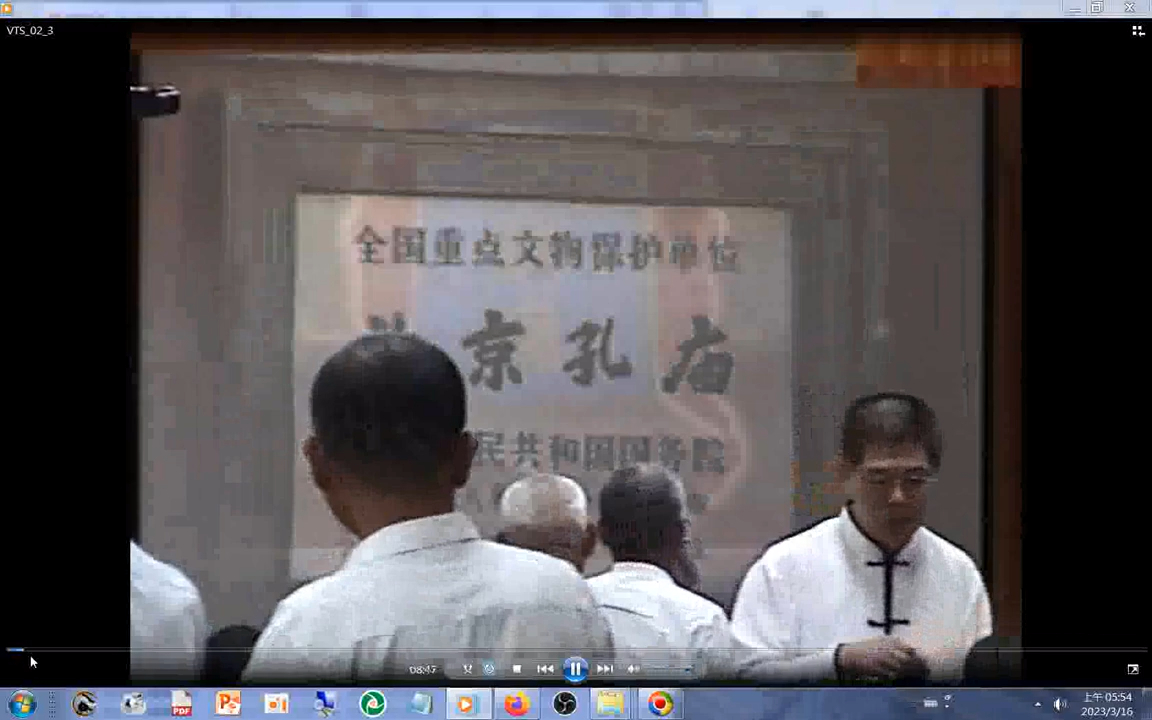 VTS_02_3
全国重点文物保护单位
京孔庙
民共和国国务院
08:47
上午 05:54
2023/3/16
PDF